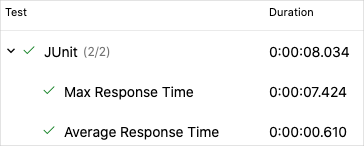 Test Duration
JUnit (2/2) 0:00:08.034
Max Response Time 0:00:07.424
Average Response Time 0:00:00.610